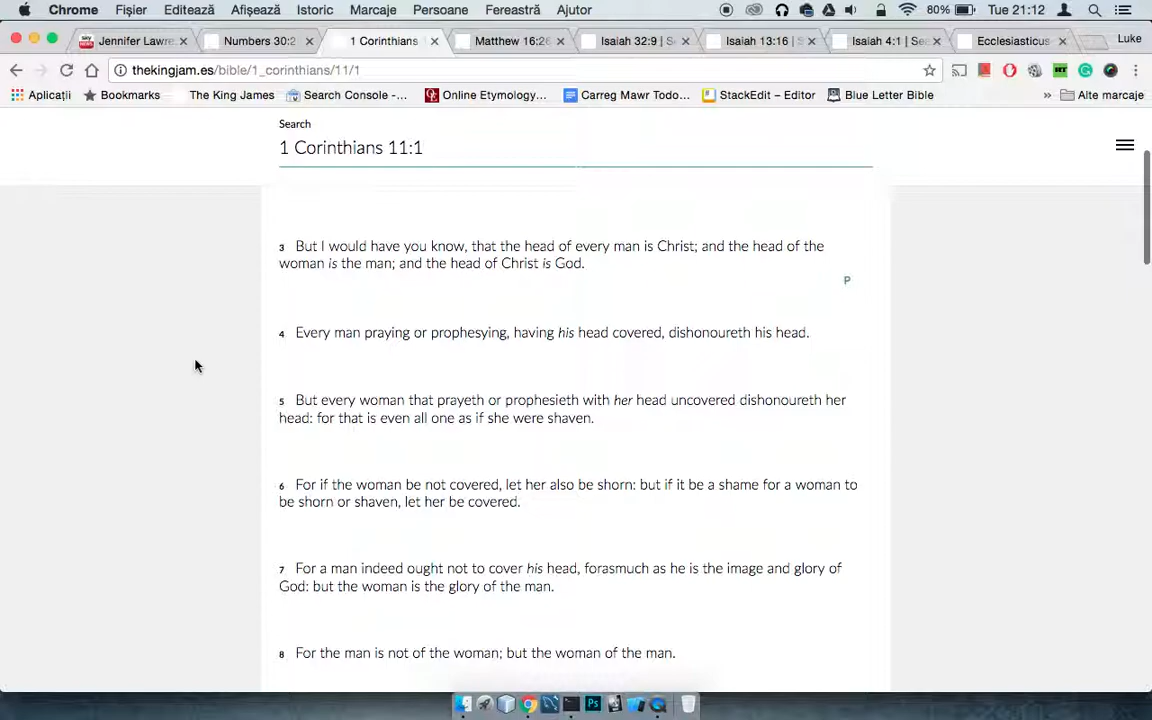 Chrome Fișier Editează Afișează Istoric Marcaje Persoane Fereastră Ajutor 80% Tue 21:12
Jennifer Lawre Numbers 30:2 1 Corinthians Matthew 16:26 Isaiah 32:9 | S Isaiah 13:16 | S Isaiah 4:1 | See Ecclesiasticus Luke
thekingjam.es/bible/1_corinthians/11/1
Aplicații Bookmarks The King James Search Console -... Online Etymology... Carreg Mawr Todo... StackEdit – Editor Blue Letter Bible » Alte marcaje
Search
1 Corinthians 11:1
3 But I would have you know, that the head of every man is Christ; and the head of the
woman is the man; and the head of Christ is God.
P
4 Every man praying or prophesying, having his head covered, dishonoureth his head.
5 But every woman that prayeth or prophesieth with her head uncovered dishonoureth her
head: for that is even all one as if she were shaven.
6 For if the woman be not covered, let her also be shorn: but if it be a shame for a woman to
be shorn or shaven, let her be covered.
7 For a man indeed ought not to cover his head, forasmuch as he is the image and glory of
God: but the woman is the glory of the man.
8 For the man is not of the woman; but the woman of the man.